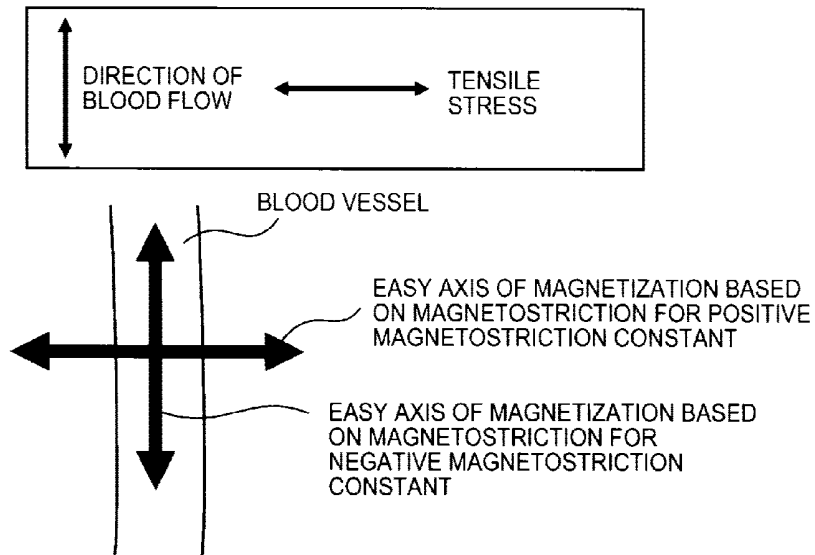 DIRECTION OF
BLOOD FLOW
TENSILE
STRESS
BLOOD VESSEL
EASY AXIS OF MAGNETIZATION BASED
ON MAGNETOSTRICTION FOR POSITIVE
MAGNETOSTRICTION CONSTANT
EASY AXIS OF MAGNETIZATION BASED
ON MAGNETOSTRICTION FOR
NEGATIVE MAGNETOSTRICTION
CONSTANT